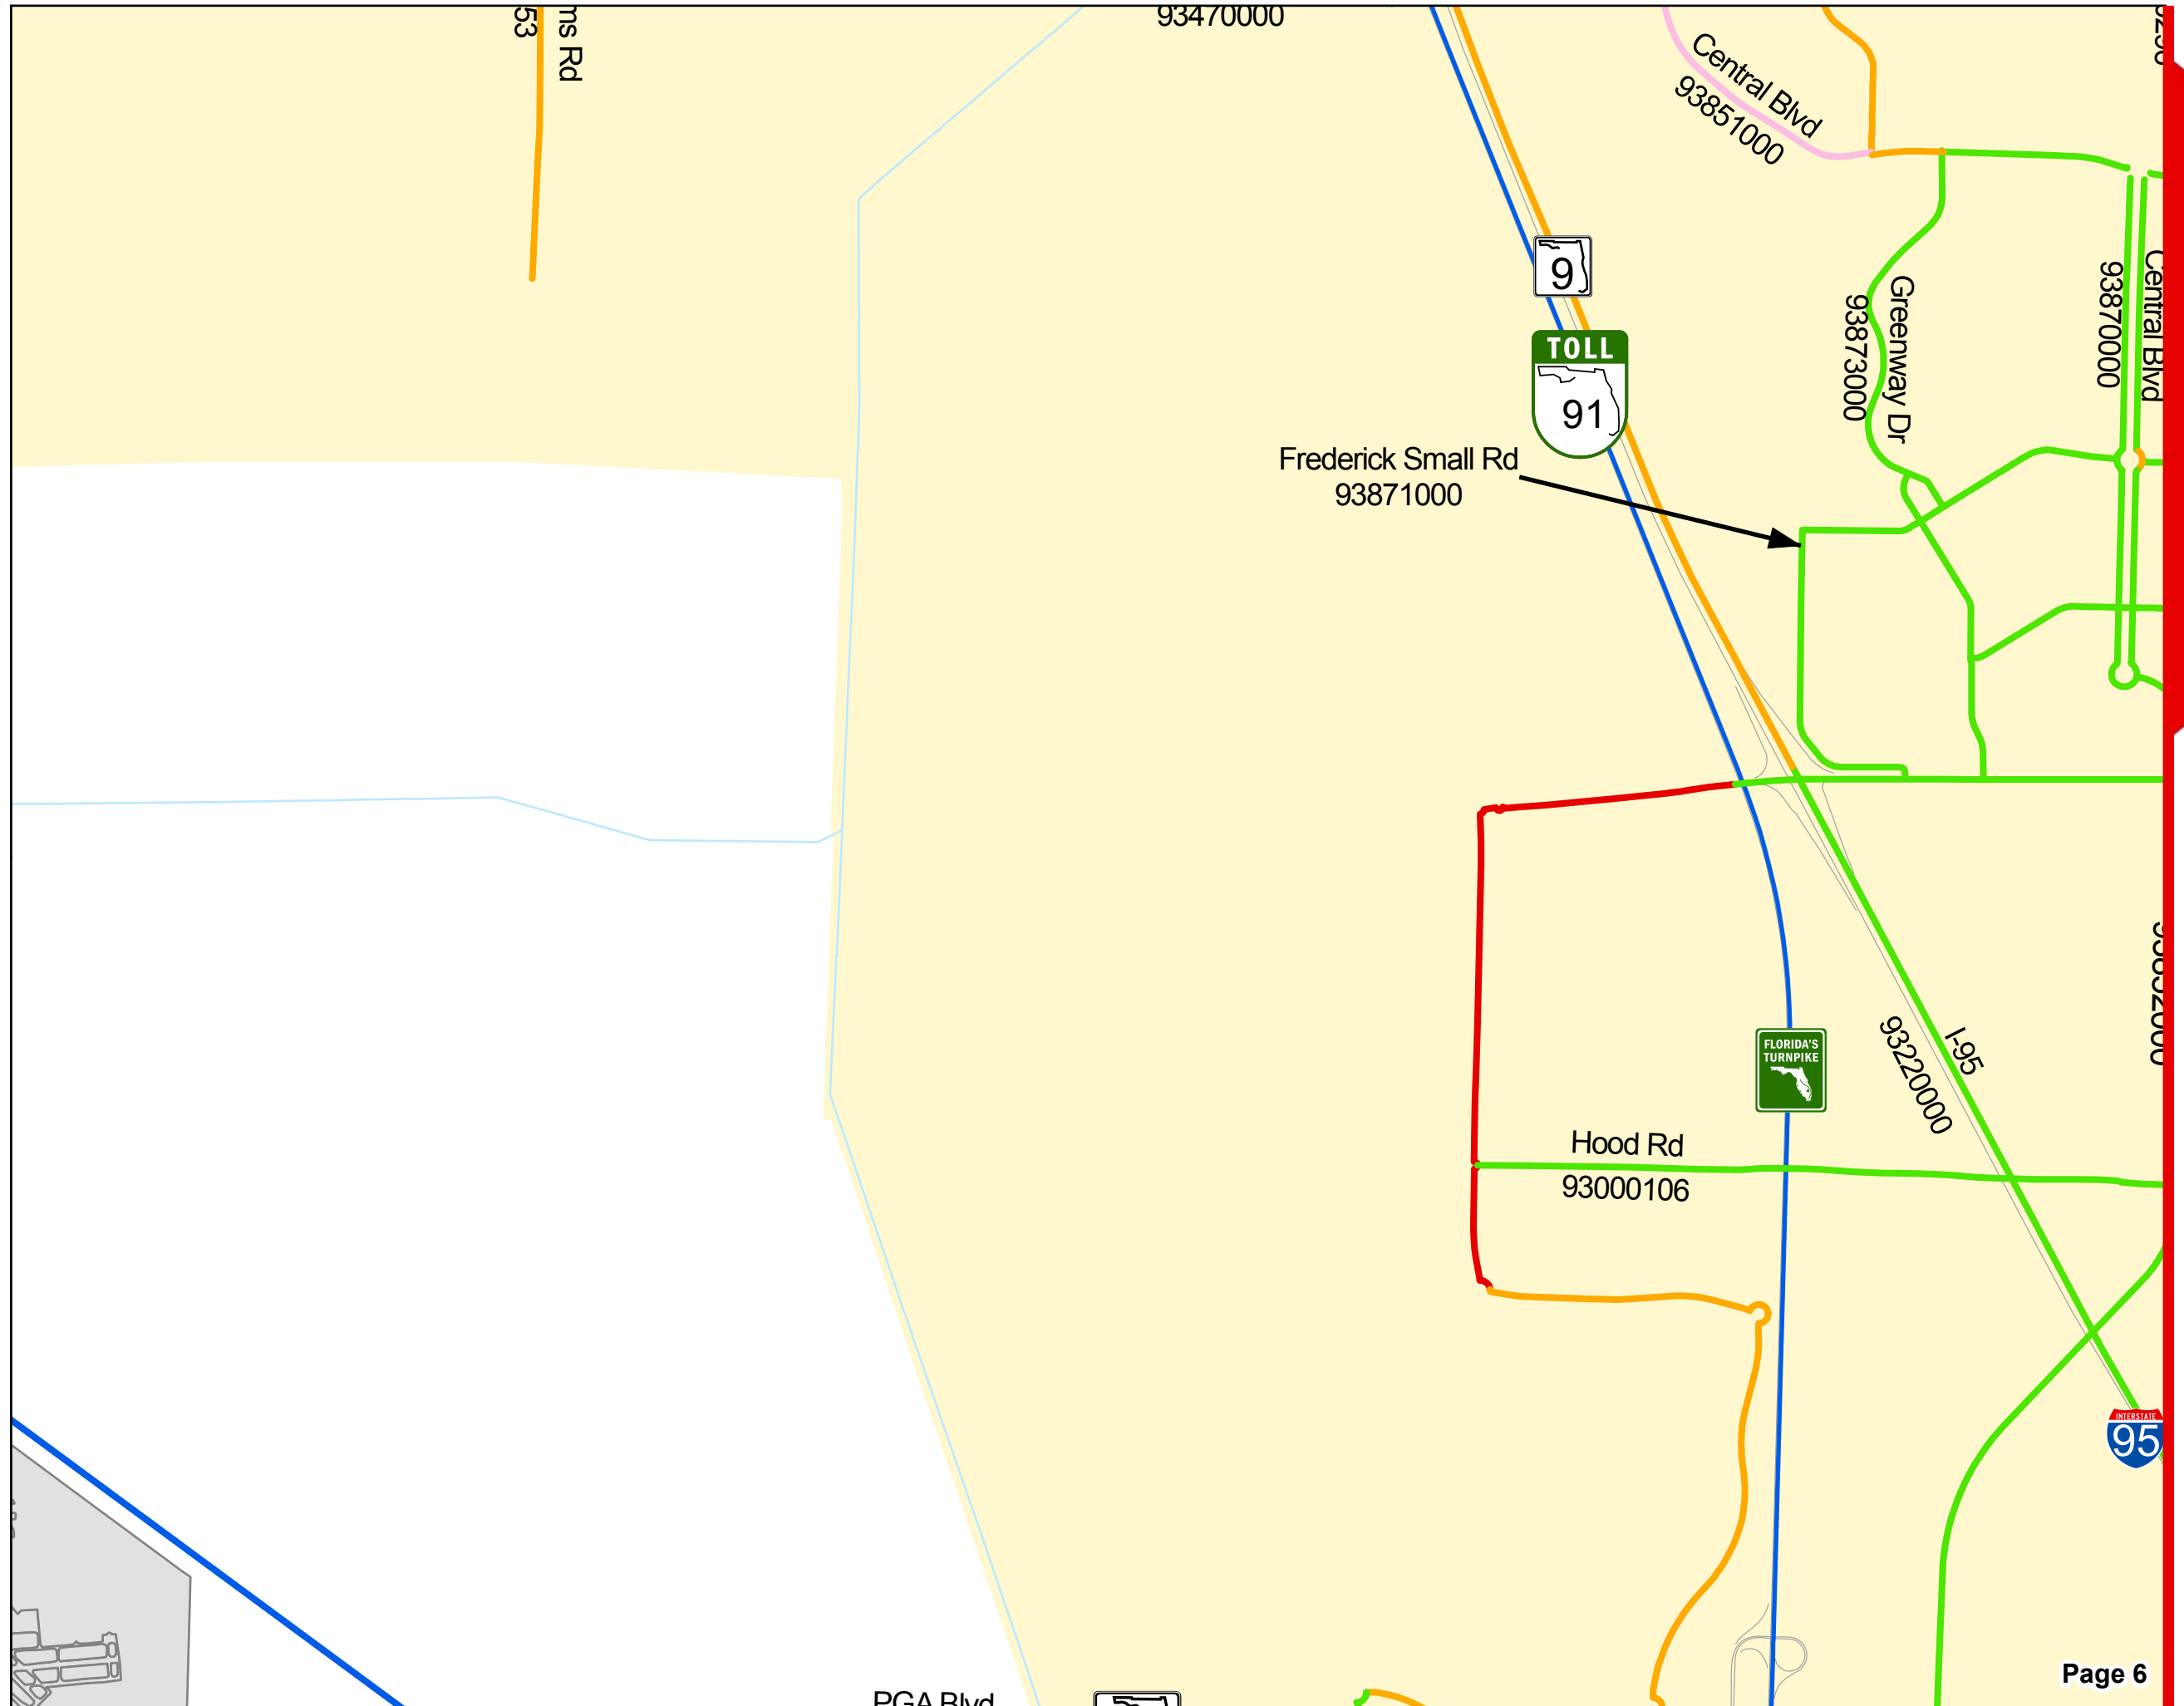 93470000
ms Rd
53
Central Blvd
93851000
9
TOLL
91
Greenway Dr
93873000
Central Blvd
93870000
Frederick Small Rd
93871000
FLORIDA'S
TURNPIKE
I-95
93220000
Hood Rd
93000106
INTERSTATE
95
Page 6
PGA Blvd